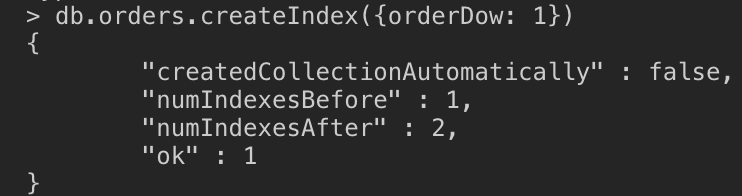 > db.orders.createIndex({orderDow: 1})
{
        "createdCollectionAutomatically" : false,
        "numIndexesBefore" : 1,
        "numIndexesAfter" : 2,
        "ok" : 1
}